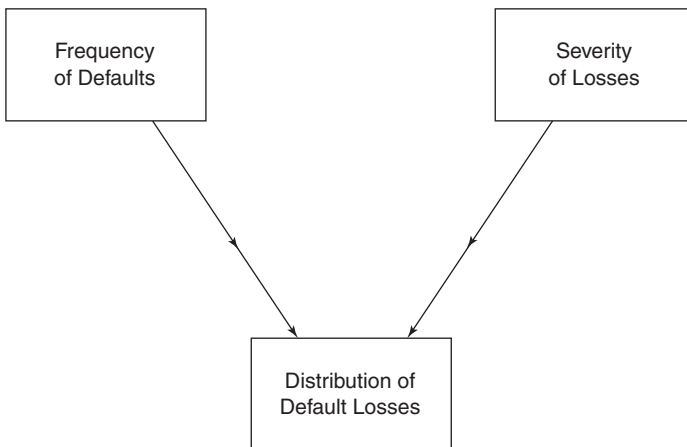 Frequency
of Defaults
Severity
of Losses
Distribution of
Default Losses